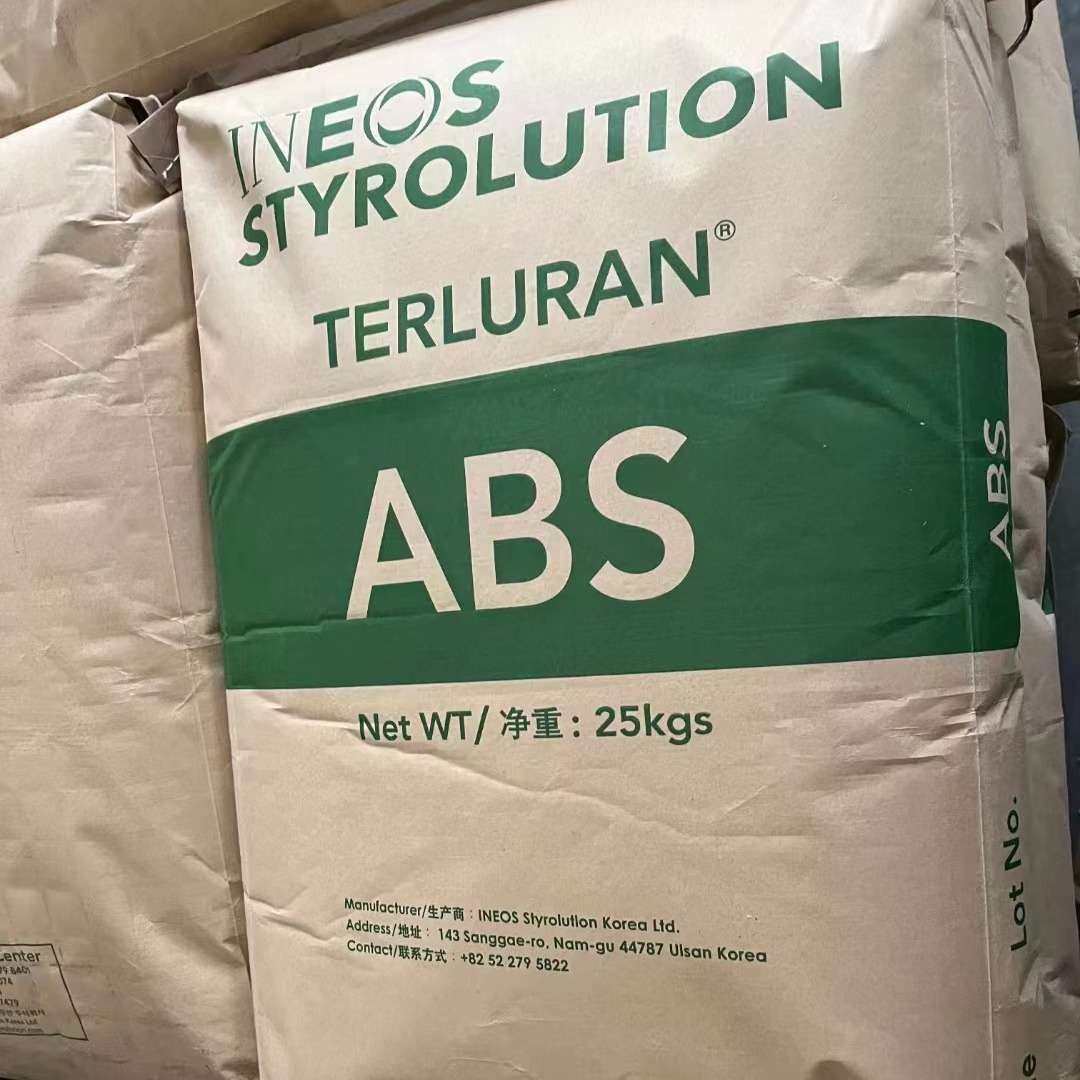 INEOS
STYROLUTION
TERLURAN®
ABS
Net WT/ 净重 : 25kgs
Manufacturer/生产商 : INEOS Styrolution Korea Ltd.
Address/地址 : 143 Sanggae-ro, Nam-gu 44787 Ulsan Korea
Contact/联系方式 : +82 52 279 5822
ABS
Lot No.